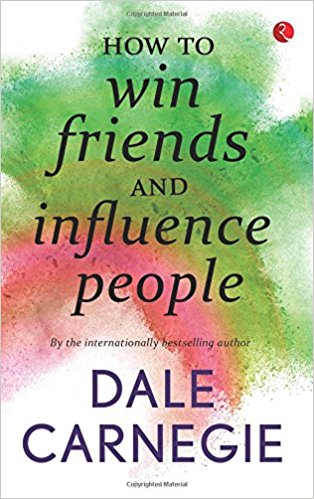 R
HOW TO
win
friends
AND
influence
people
By the internationally bestselling author
DALE
CARNEGIE